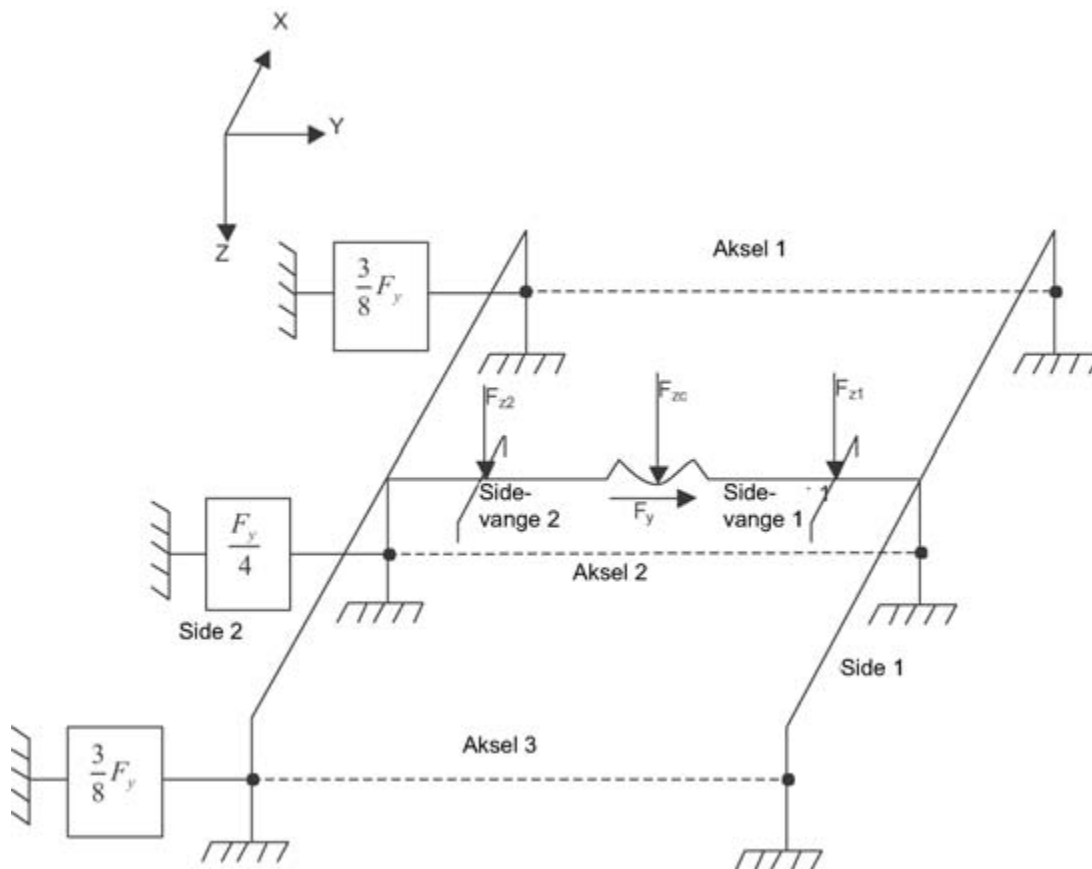 X
Y
Z
Aksel 1
3/8 F_y
F_z2
F_zc
F_z1
Side-
vange 2
F_y
Side-
vange 1
1
F_y/4
Aksel 2
Side 2
Side 1
Aksel 3
3/8 F_y